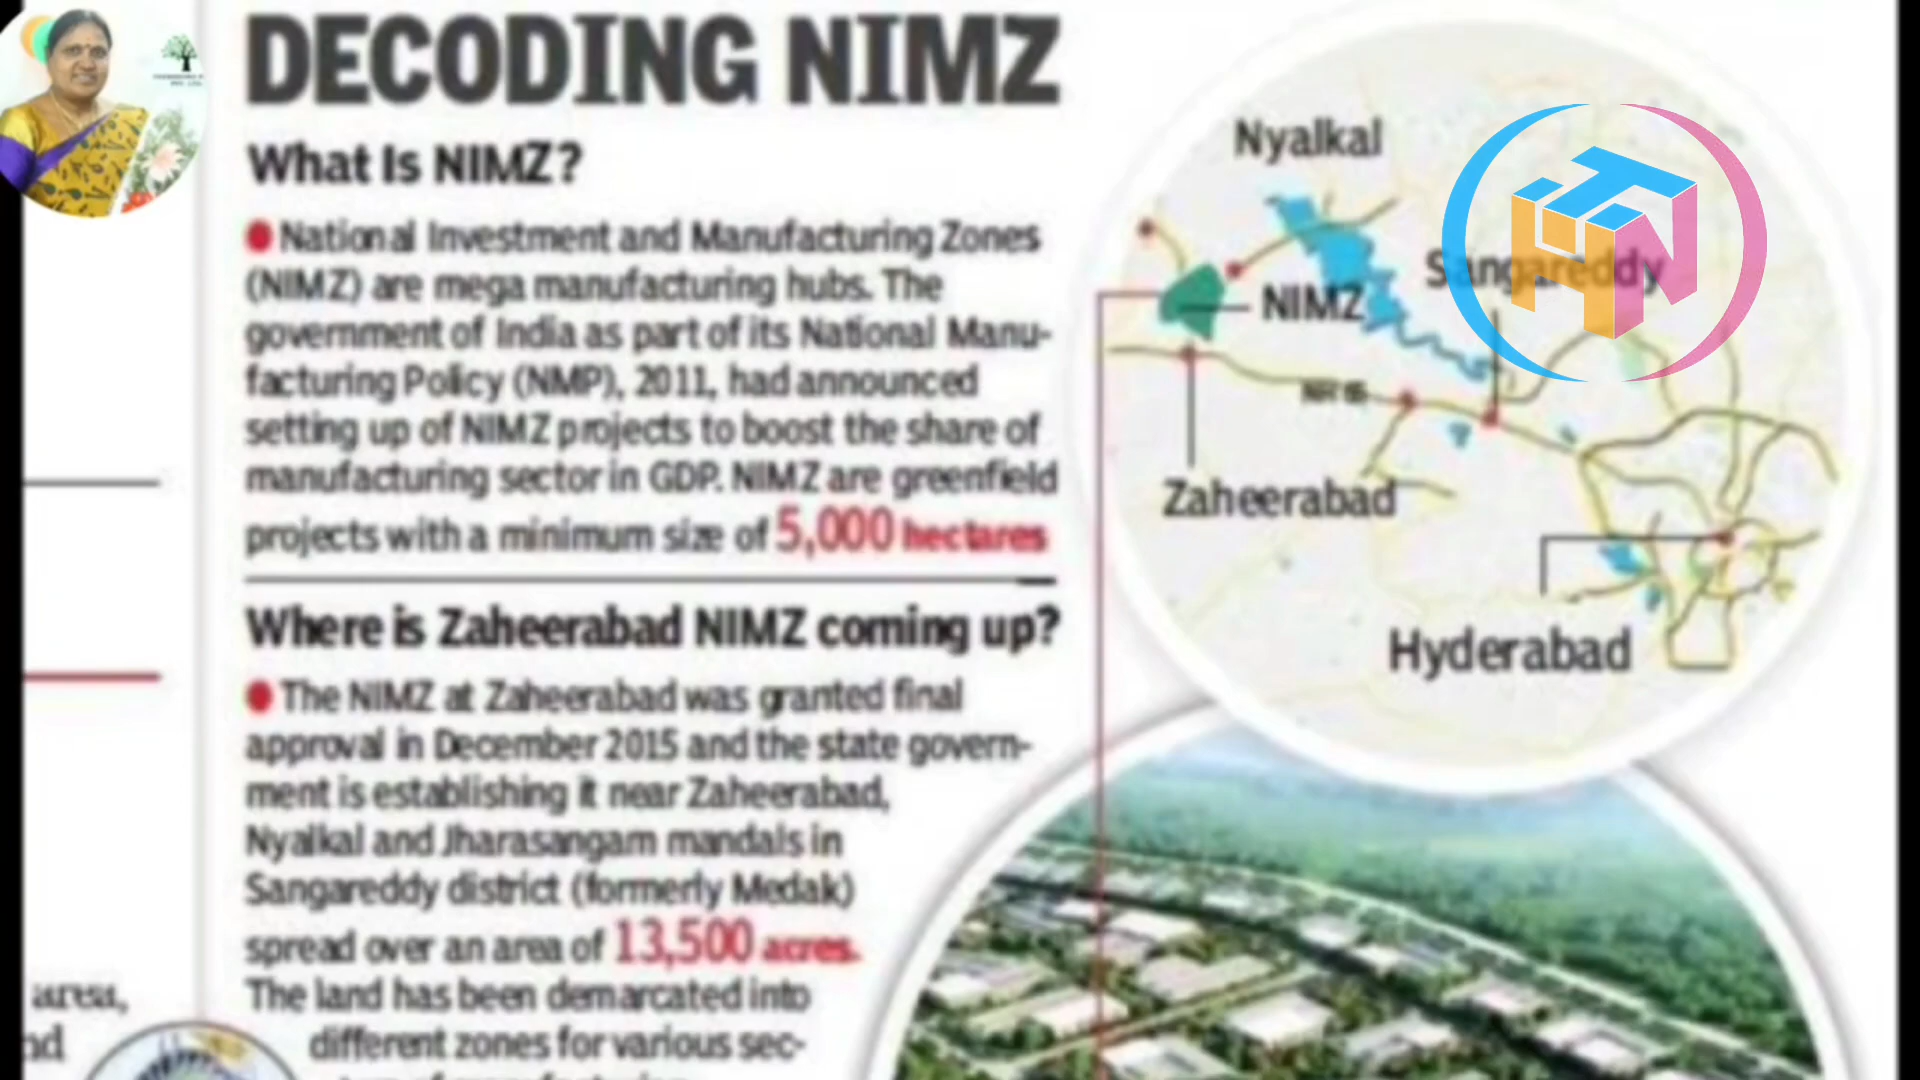 DECODING NIMZ
What Is NIMZ?
National Investment and Manufacturing Zones
(NIMZ) are mega manufacturing hubs. The
government of India as part of its National Manu-
facturing Policy (NMP), 2011, had announced
setting up of NIMZ projects to boost the share of
manufacturing sector in GDP. NIMZ are greenfield
projects with a minimum size of 5,000 hectares
Where is Zaheerabad NIMZ coming up?
The NIMZ at Zaheerabad was granted final
approval in December 2015 and the state govern-
ment is establishing it near Zaheerabad,
Nyalkal and Jharasangam mandals in
Sangareddy district (formerly Medak)
spread over an area of 13,500 acres.
The land has been demarcated into
different zones for various sec-
area,
Nyalkal
Sangareddy
NIMZ
Zaheerabad
Hyderabad
HTN